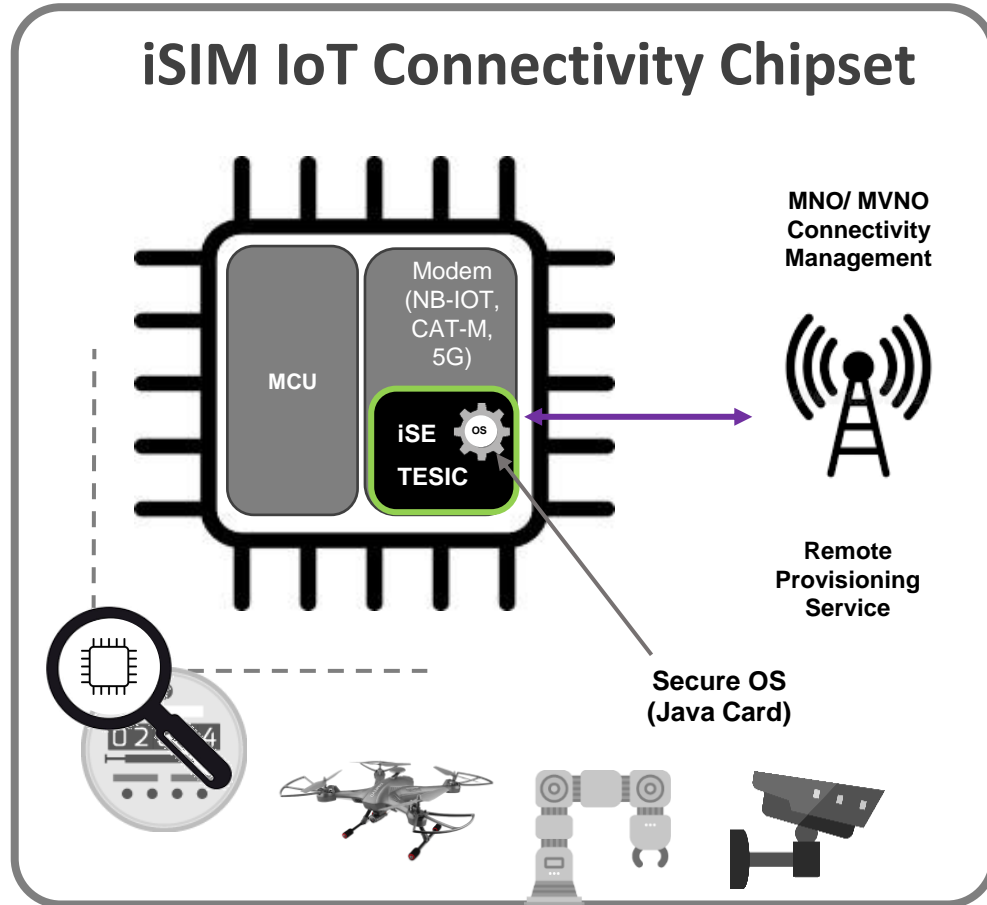 iSIM IoT Connectivity Chipset
MNO/ MVNO
Connectivity
Management
Modem
(NB-IOT,
CAT-M,
5G)
MCU
iSE
OS
TESIC
Remote
Provisioning
Service
Secure OS
(Java Card)